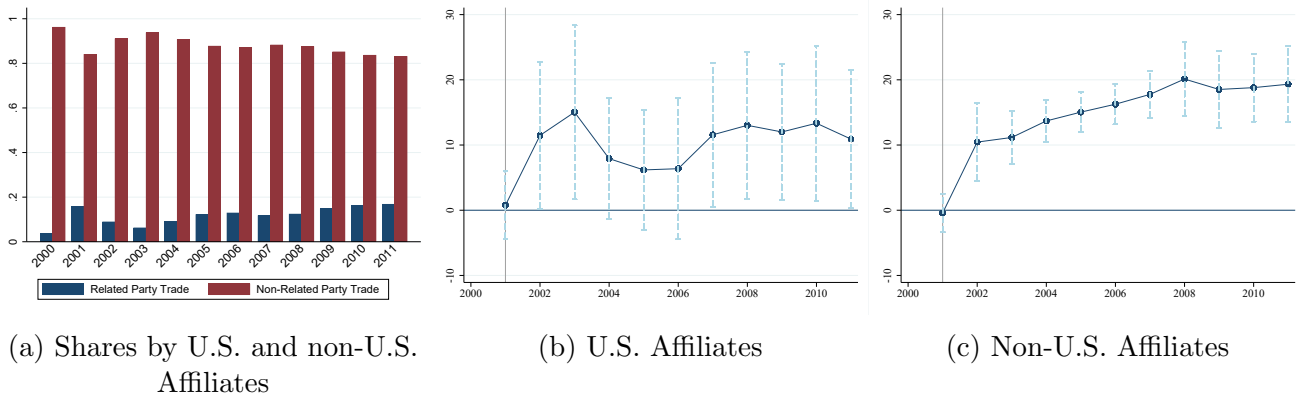 1
.8
.6
.4
.2
0
2000 2001 2002 2003 2004 2005 2006 2007 2008 2009 2010 2011
Related Party Trade Non-Related Party Trade
(a) Shares by U.S. and non-U.S.
Affiliates
30
20
10
0
-10
2000 2002 2004 2006 2008 2010
(b) U.S. Affiliates
30
20
10
0
-10
2000 2002 2004 2006 2008 2010
(c) Non-U.S. Affiliates